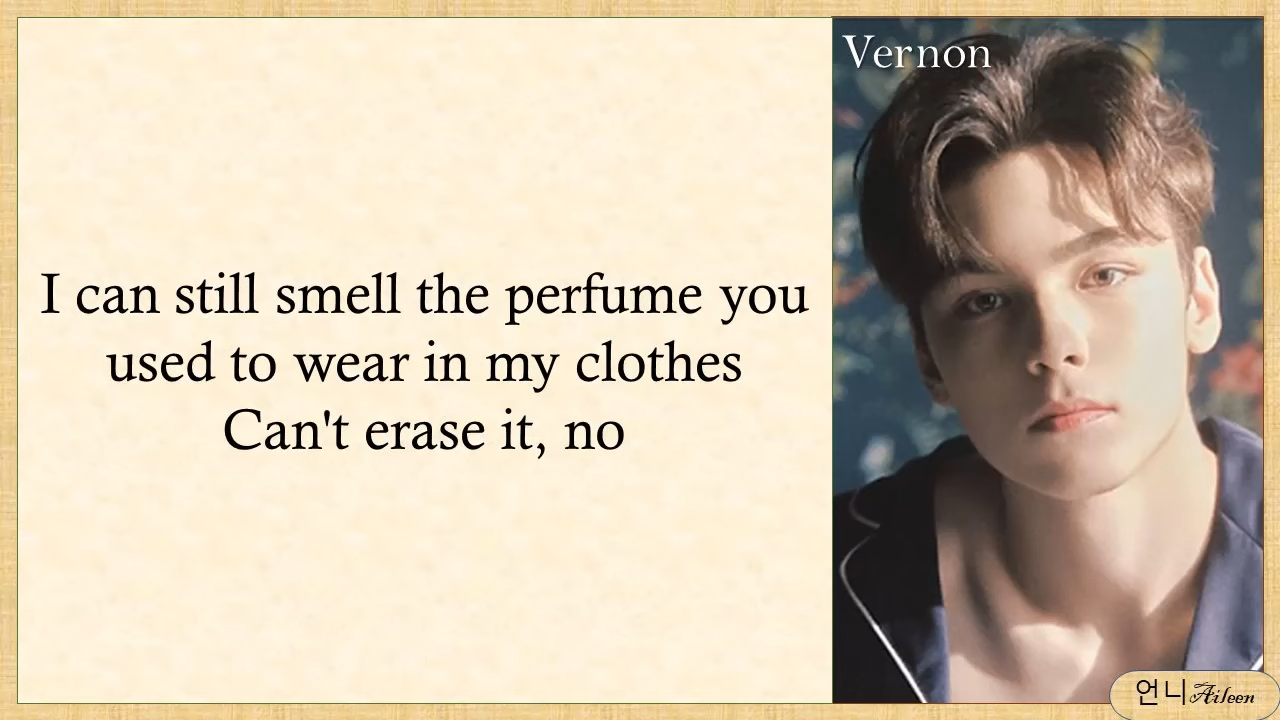 Vernon
I can still smell the perfume you
used to wear in my clothes
Can't erase it, no
언니 Aileen